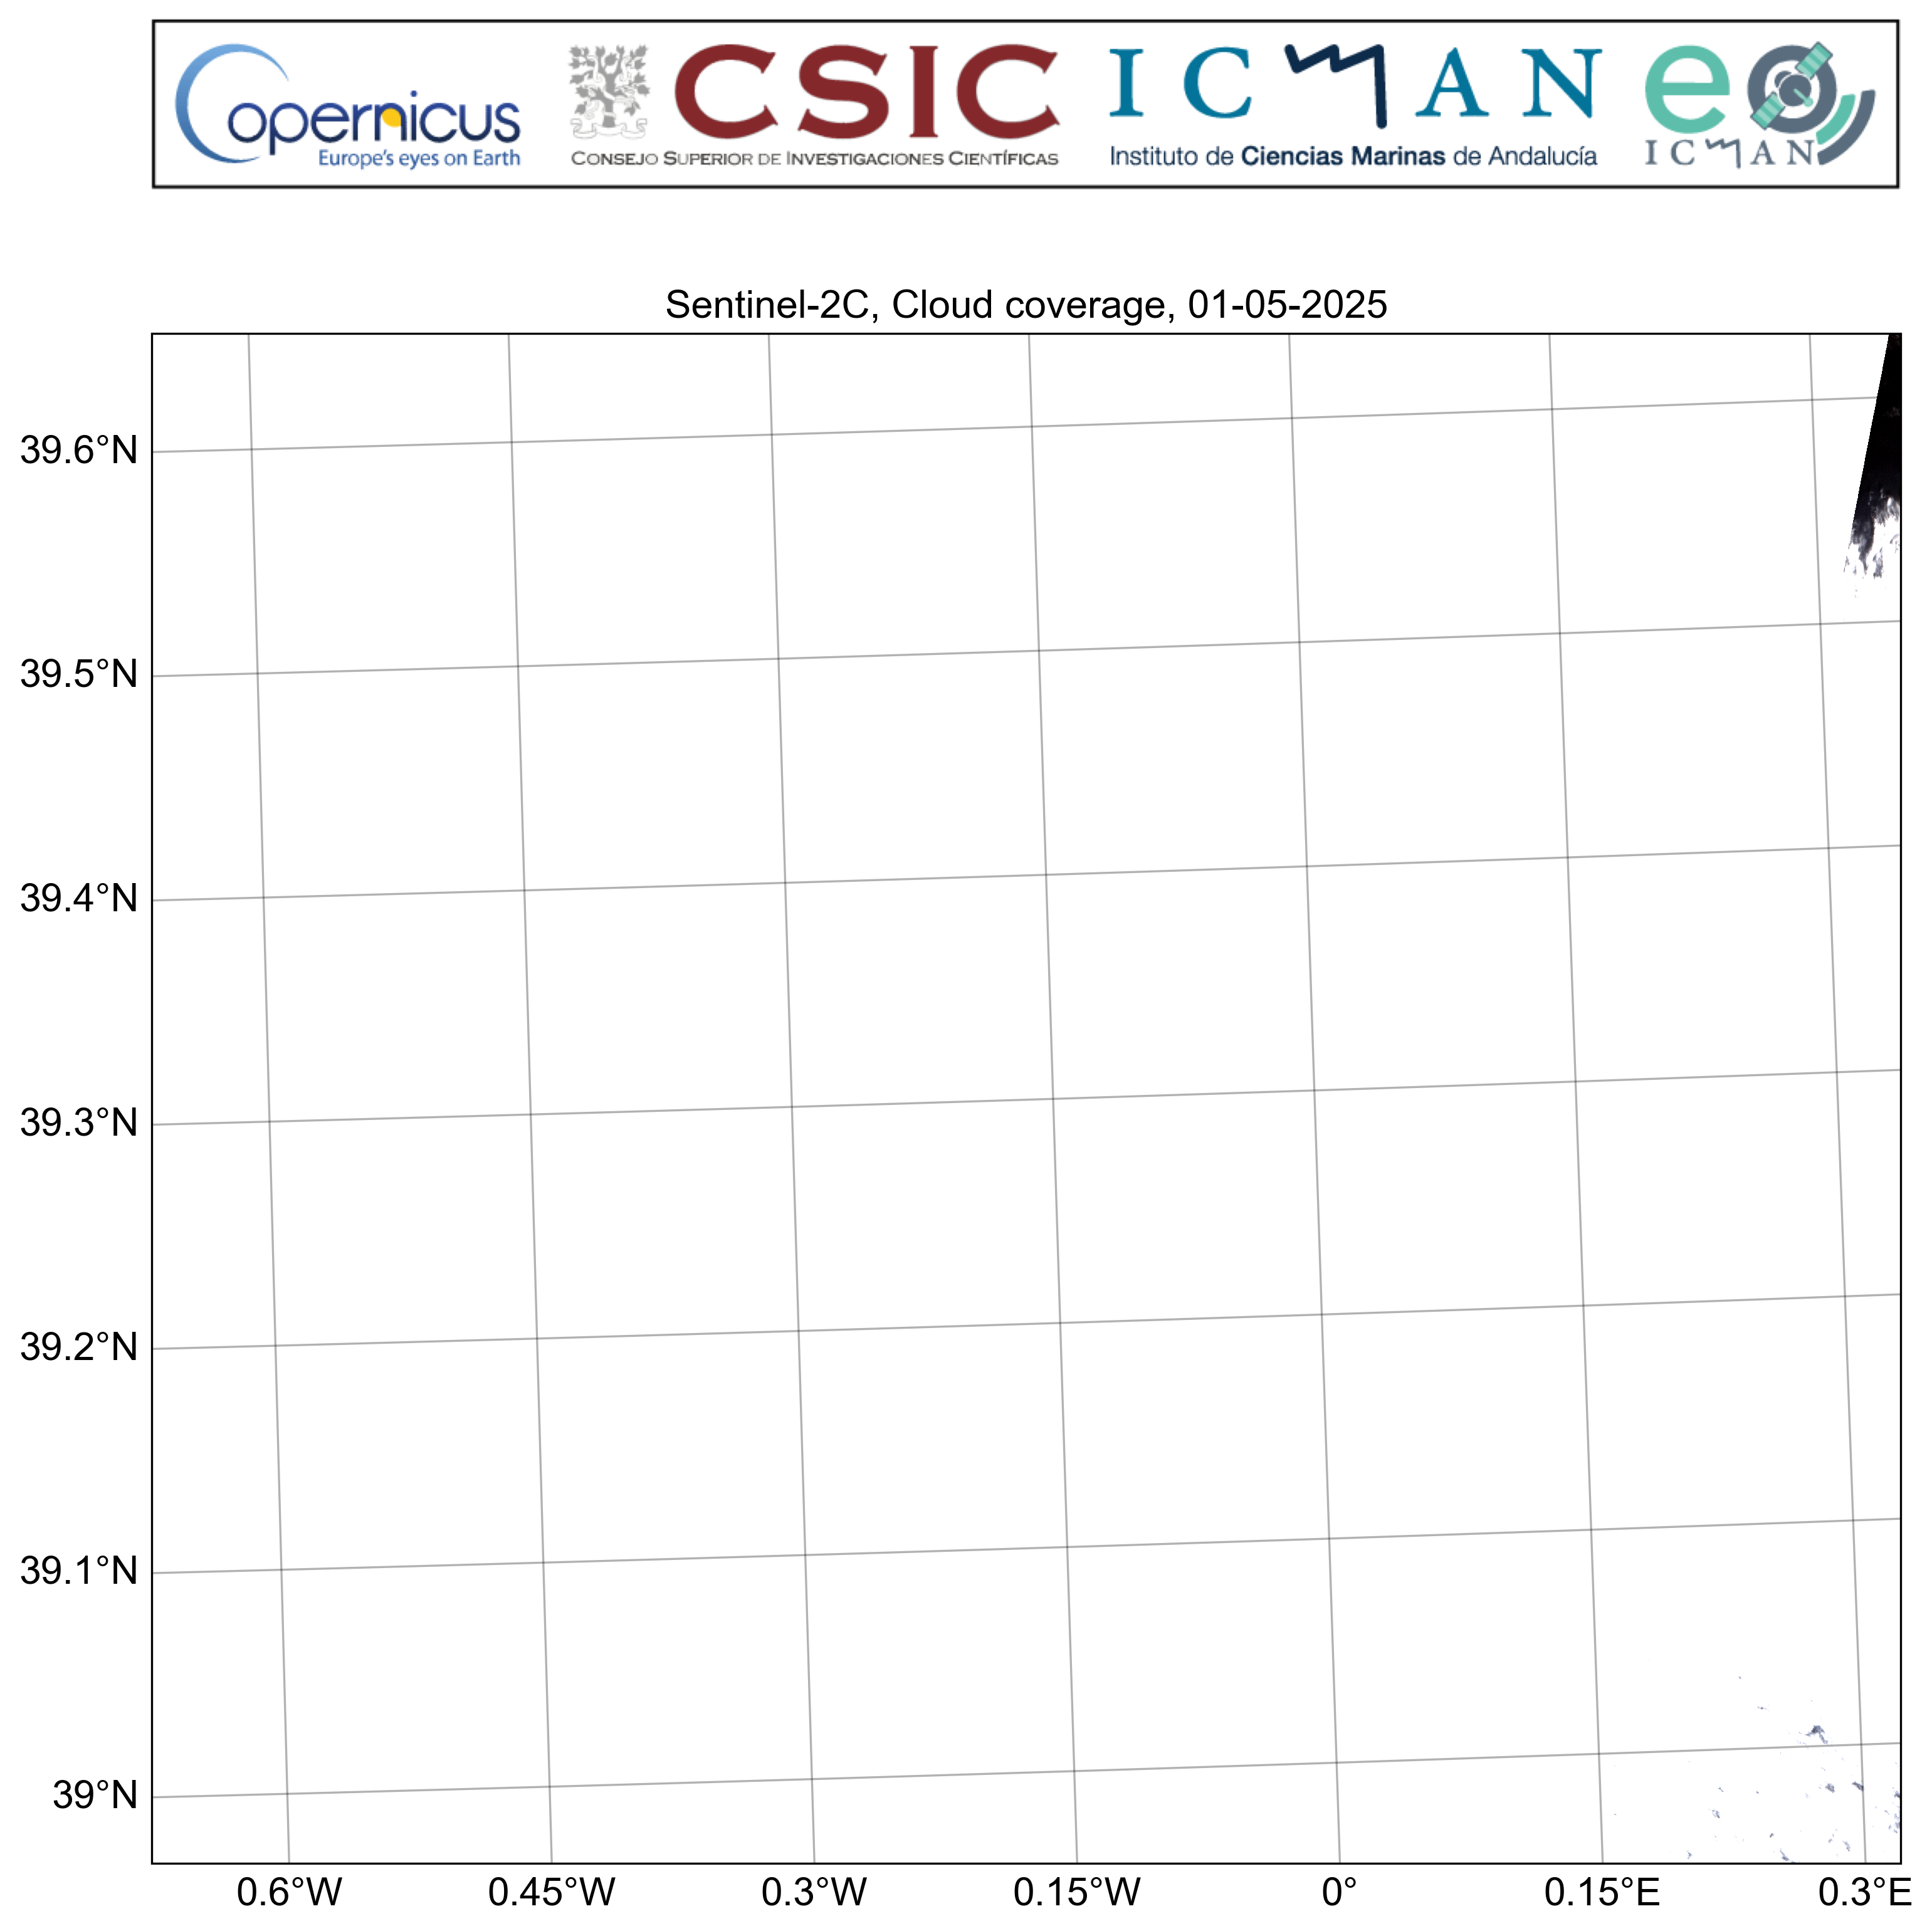 Copernicus
Europe's eyes on Earth
CSIC
CONSEJO SUPERIOR DE INVESTIGACIONES CIENTÍFICAS
ICMAN
Instituto de Ciencias Marinas de Andalucía
eo
ICMAN
Sentinel-2C, Cloud coverage, 01-05-2025
39.6°N
39.5°N
39.4°N
39.3°N
39.2°N
39.1°N
39°N
0.6°W 0.45°W 0.3°W 0.15°W 0° 0.15°E 0.3°E